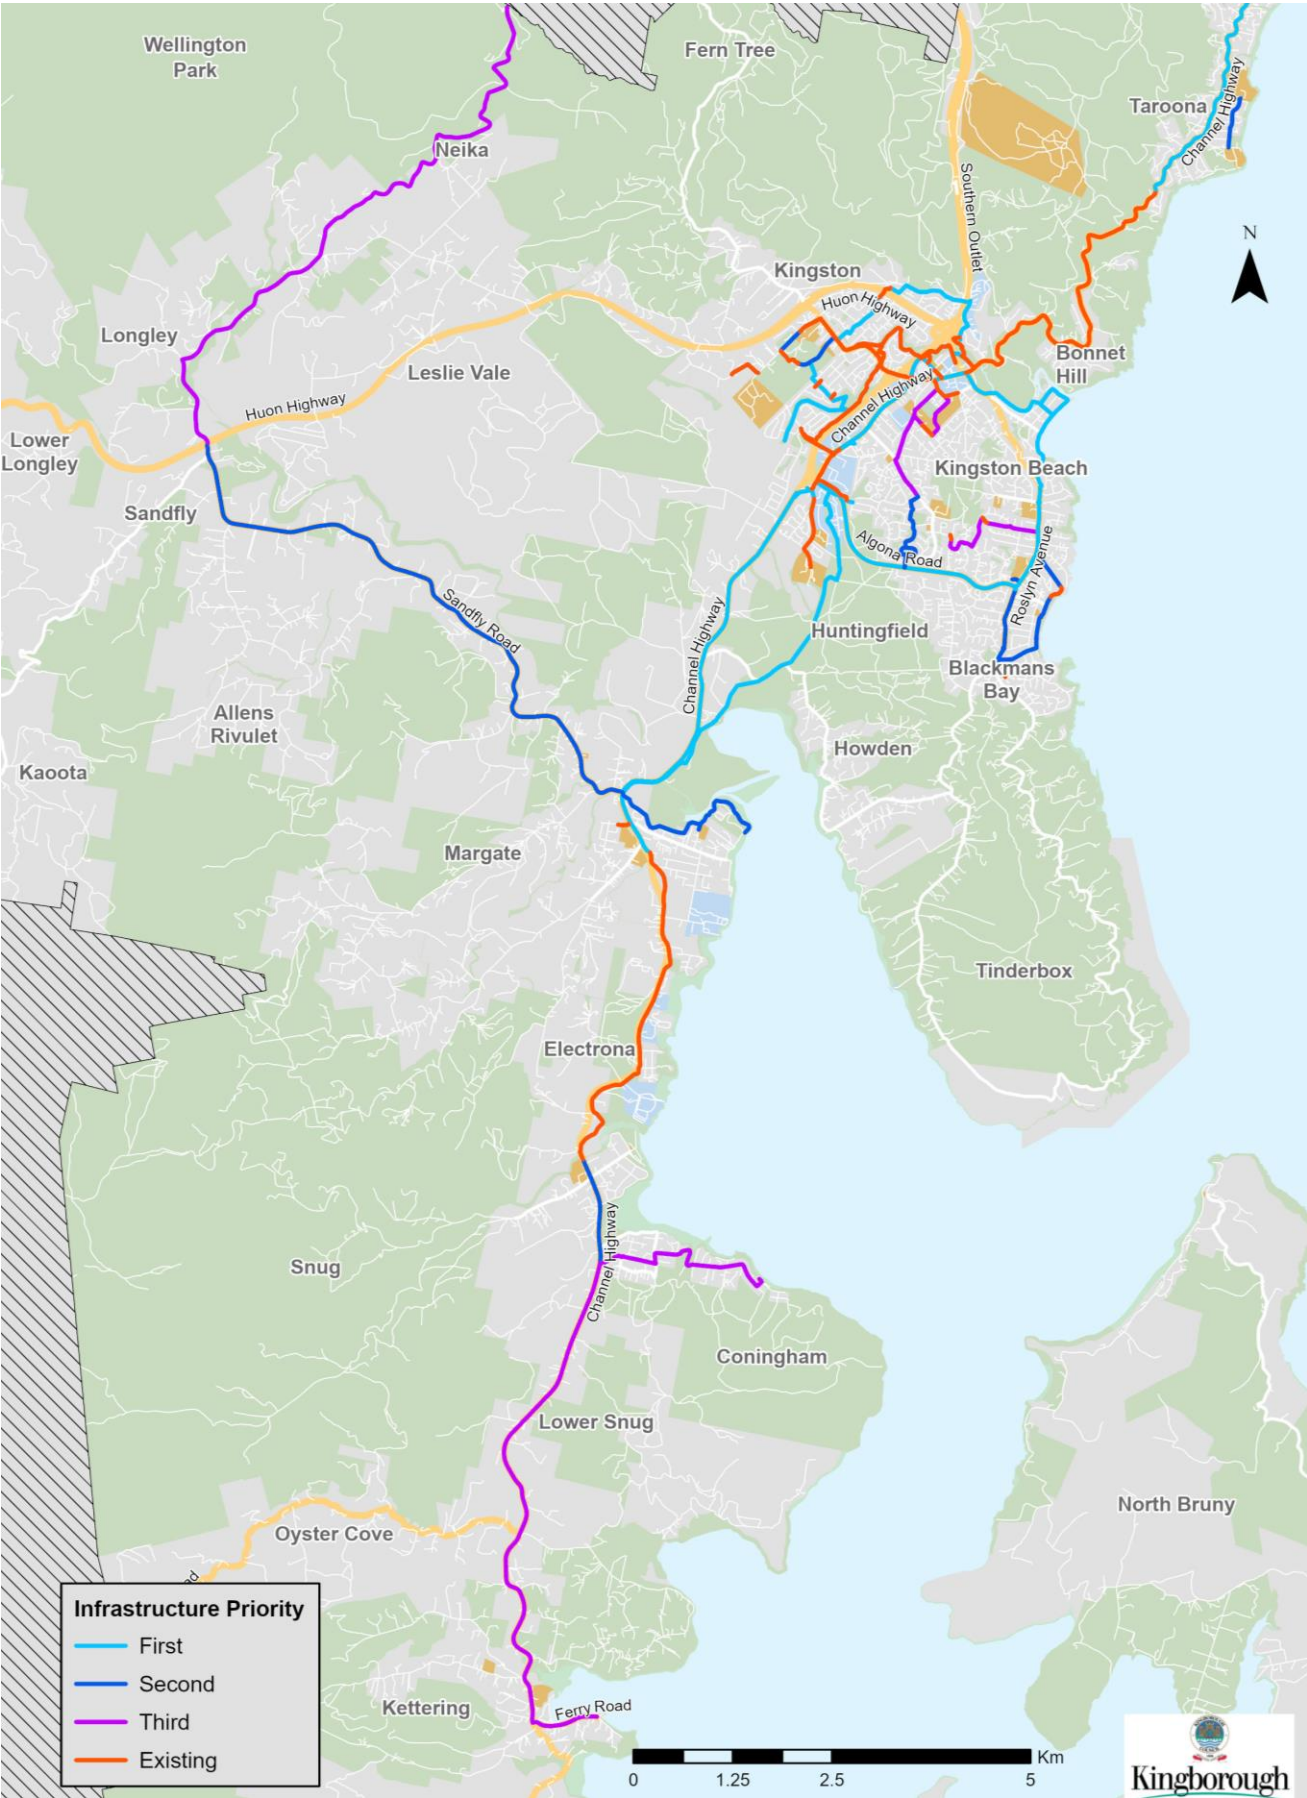 Wellington
Park
Fern Tree
Taroona
Channel Highway
Neika
Southern Outlet
N
Kingston
Huon Highway
Longley
Bonnet
Hill
Leslie Vale
Channel Highway
Huon Highway
Lower
Longley
Kingston Beach
Sandfly
Algona Road
Roslyn Avenue
Sandfly Road
Channel Highway
Huntingfield
Blackmans
Bay
Allens
Rivulet
Howden
Kaoota
Margate
Tinderbox
Electrona
Channel Highway
Snug
Coningham
Lower Snug
North Bruny
Oyster Cove
Infrastructure Priority
First
Second
Third
Existing
Kettering
Ferry Road
Km
0 1.25 2.5 5
Kingborough